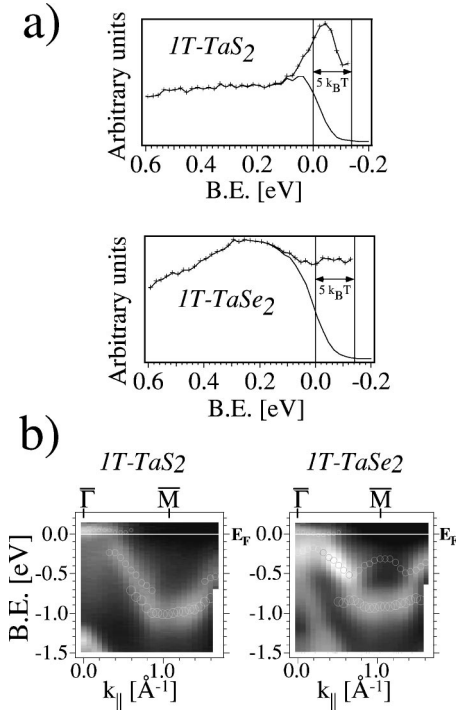 a)
1T-TaS2
Arbitrary units
5 kBT
0.6 0.4 0.2 0.0 -0.2
B.E. [eV]
1T-TaSe2
Arbitrary units
5 kBT
0.6 0.4 0.2 0.0 -0.2
B.E. [eV]
b)
1T-TaS2 1T-TaSe2
Γ̅ M̅ Γ̅ M̅
B.E. [eV]
0.0 EF 0.0 EF
-0.5 -0.5
-1.0 -1.0
-1.5 -1.5
0.0 1.0 0.0 1.0
k|| [Å-1] k|| [Å-1]